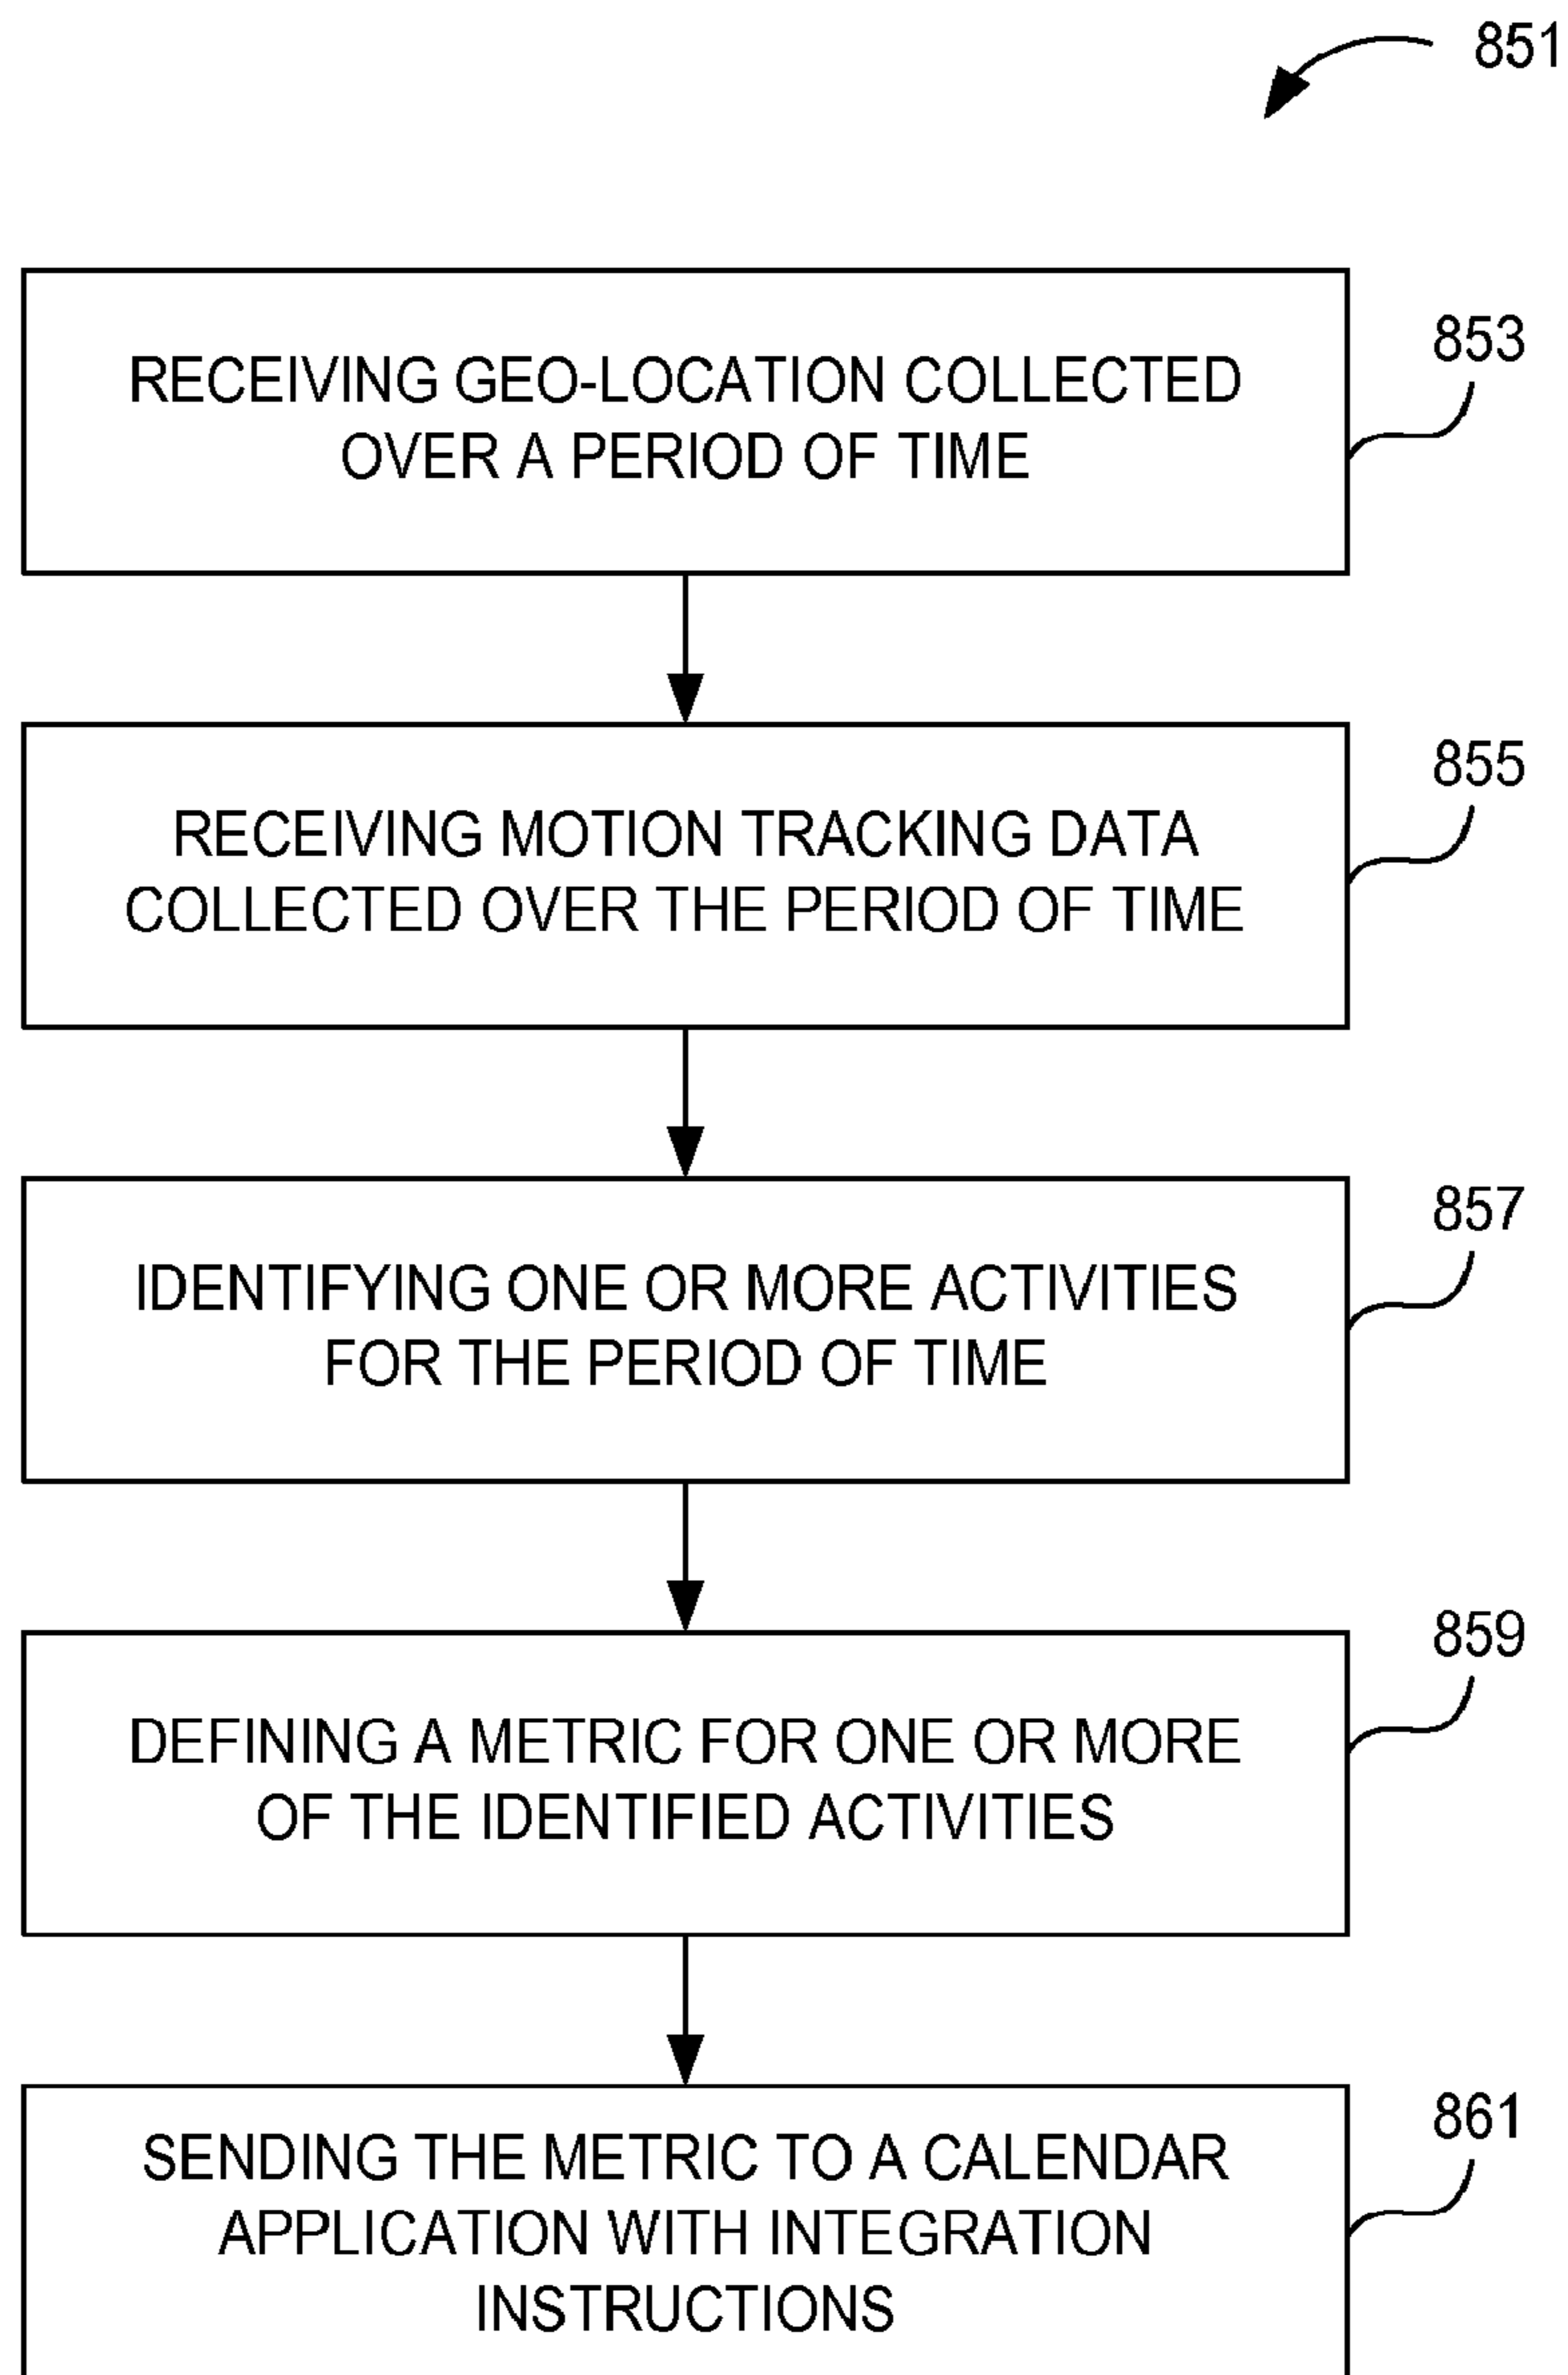 851
RECEIVING GEO-LOCATION COLLECTED
OVER A PERIOD OF TIME
853
RECEIVING MOTION TRACKING DATA
COLLECTED OVER THE PERIOD OF TIME
855
IDENTIFYING ONE OR MORE ACTIVITIES
FOR THE PERIOD OF TIME
857
DEFINING A METRIC FOR ONE OR MORE
OF THE IDENTIFIED ACTIVITIES
859
SENDING THE METRIC TO A CALENDAR
APPLICATION WITH INTEGRATION
INSTRUCTIONS
861